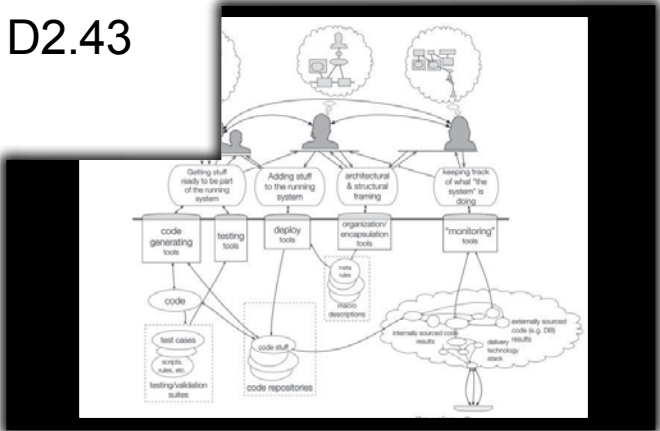 D2.43
Getting stuff
ready to be part
of the running
system
Adding stuff
to the running
system
architectural
& structural
framing
keeping track
of what "the
system" is
doing
code
generating
tools
testing
tools
deploy
tools
organization/
encapsulation
tools
"monitoring"
tools
meta
rules
macro
descriptions
code
test cases
scripts,
rules, etc.
testing/validation
suites
code stuff
code repositories
internally sourced code
results
externally sourced
code (e.g. DB)
results
delivery
technology
stack